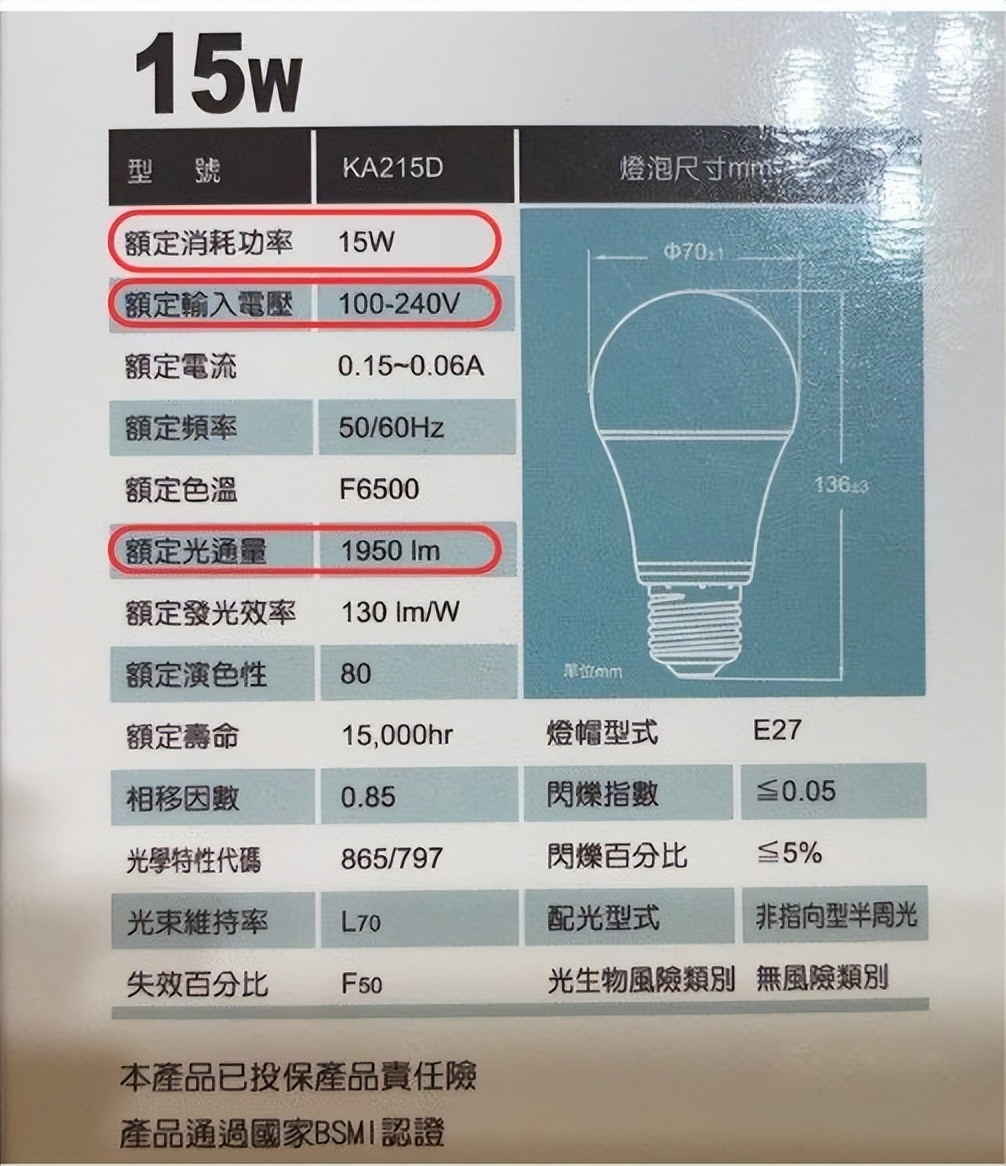 15W
型 號 KA215D 燈泡尺寸mm
額定消耗功率 15W
Φ70±1
額定輸入電壓 100-240V
額定電流 0.15~0.06A
額定頻率 50/60Hz
額定色溫 F6500
136±3
額定光通量 1950 lm
額定發光效率 130 lm/W
額定演色性 80
單位mm
額定壽命 15,000hr 燈帽型式 E27
相移因數 0.85 閃爍指數 ≦0.05
光學特性代碼 865/797 閃爍百分比 ≦5%
光束維持率 L70 配光型式 非指向型半周光
失效百分比 F50 光生物風險類別 無風險類別
本產品已投保產品責任險
產品通過國家BSMI認證